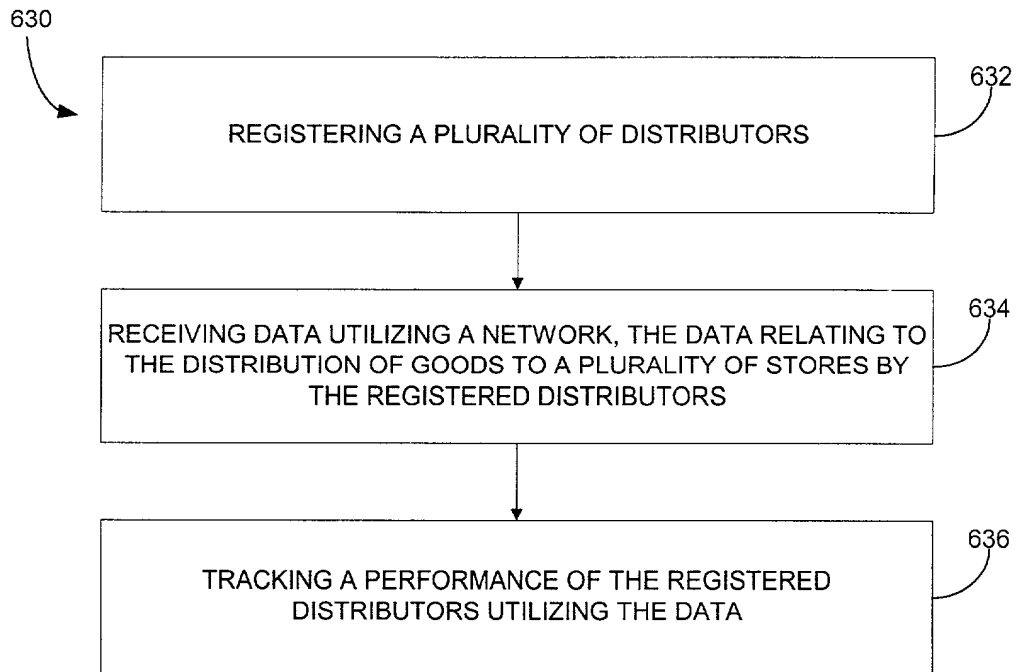 630
632
REGISTERING A PLURALITY OF DISTRIBUTORS
634
RECEIVING DATA UTILIZING A NETWORK, THE DATA RELATING TO
THE DISTRIBUTION OF GOODS TO A PLURALITY OF STORES BY
THE REGISTERED DISTRIBUTORS
636
TRACKING A PERFORMANCE OF THE REGISTERED
DISTRIBUTORS UTILIZING THE DATA